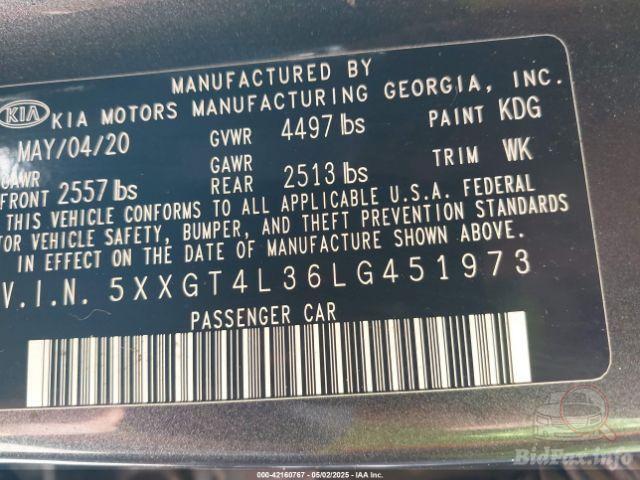 MANUFACTURED BY
KIA KIA MOTORS MANUFACTURING GEORGIA, INC.
MAY/04/20 GVWR 4497 lbs PAINT KDG
GAWR FRONT 2557 lbs GAWR REAR 2513 lbs TRIM WK
THIS VEHICLE CONFORMS TO ALL APPLICABLE U.S.A. FEDERAL
TOR VEHICLE SAFETY, BUMPER, AND THEFT PREVENTION STANDARDS
IN EFFECT ON THE DATE OF MANUFACTURE SHOWN ABOVE.
V.I.N. 5XXGT4L36LG451973
PASSENGER CAR
BidFax.info
000-42160767 - 05/02/2025 - IAA Inc.